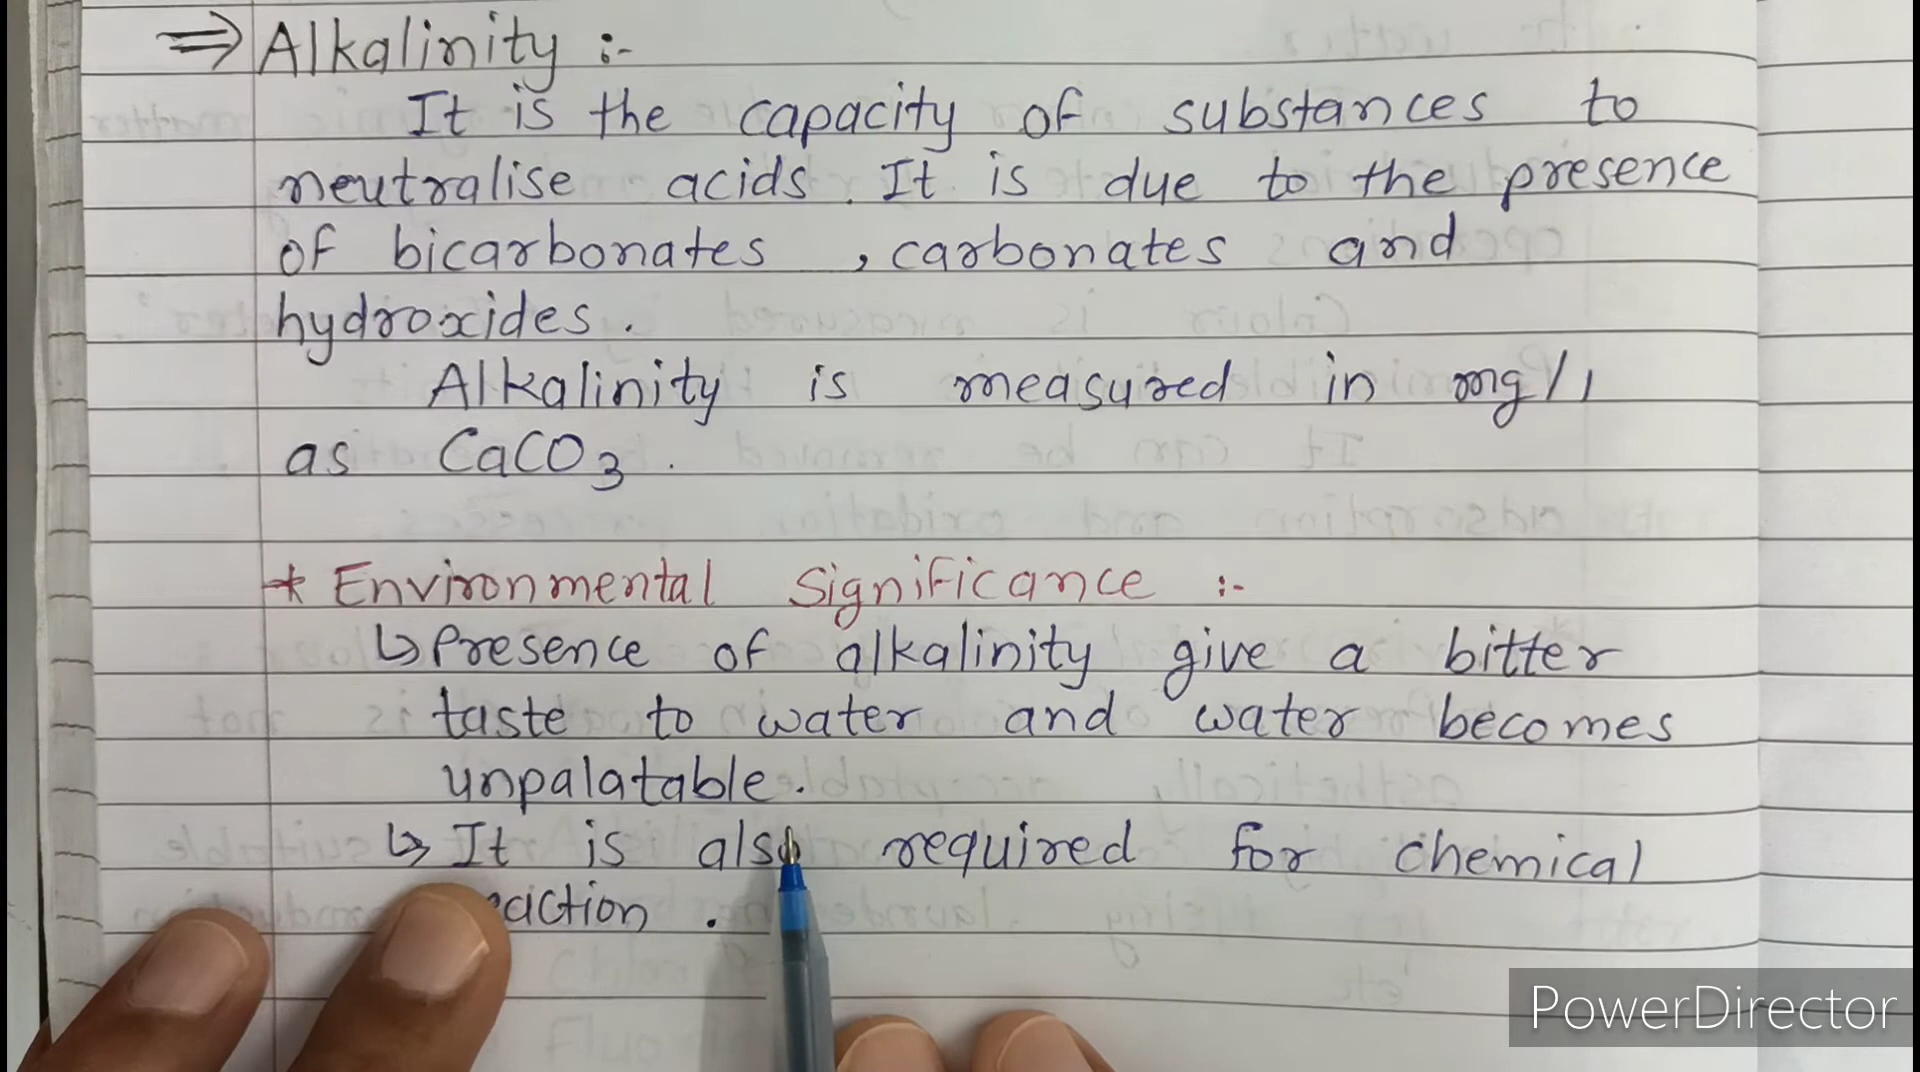 ⇒ Alkalinity :-
It is the capacity of substances to
neutralise acids. It is due to the presence
of bicarbonates , carbonates and
hydroxides.
Alkalinity is measured in mg/l
as CaCO3.
* Environmental Significance :-
↳ Presence of alkalinity give a bitter
taste to water and water becomes
unpalatable.
↳ It is also required for chemical
eaction .
PowerDirector